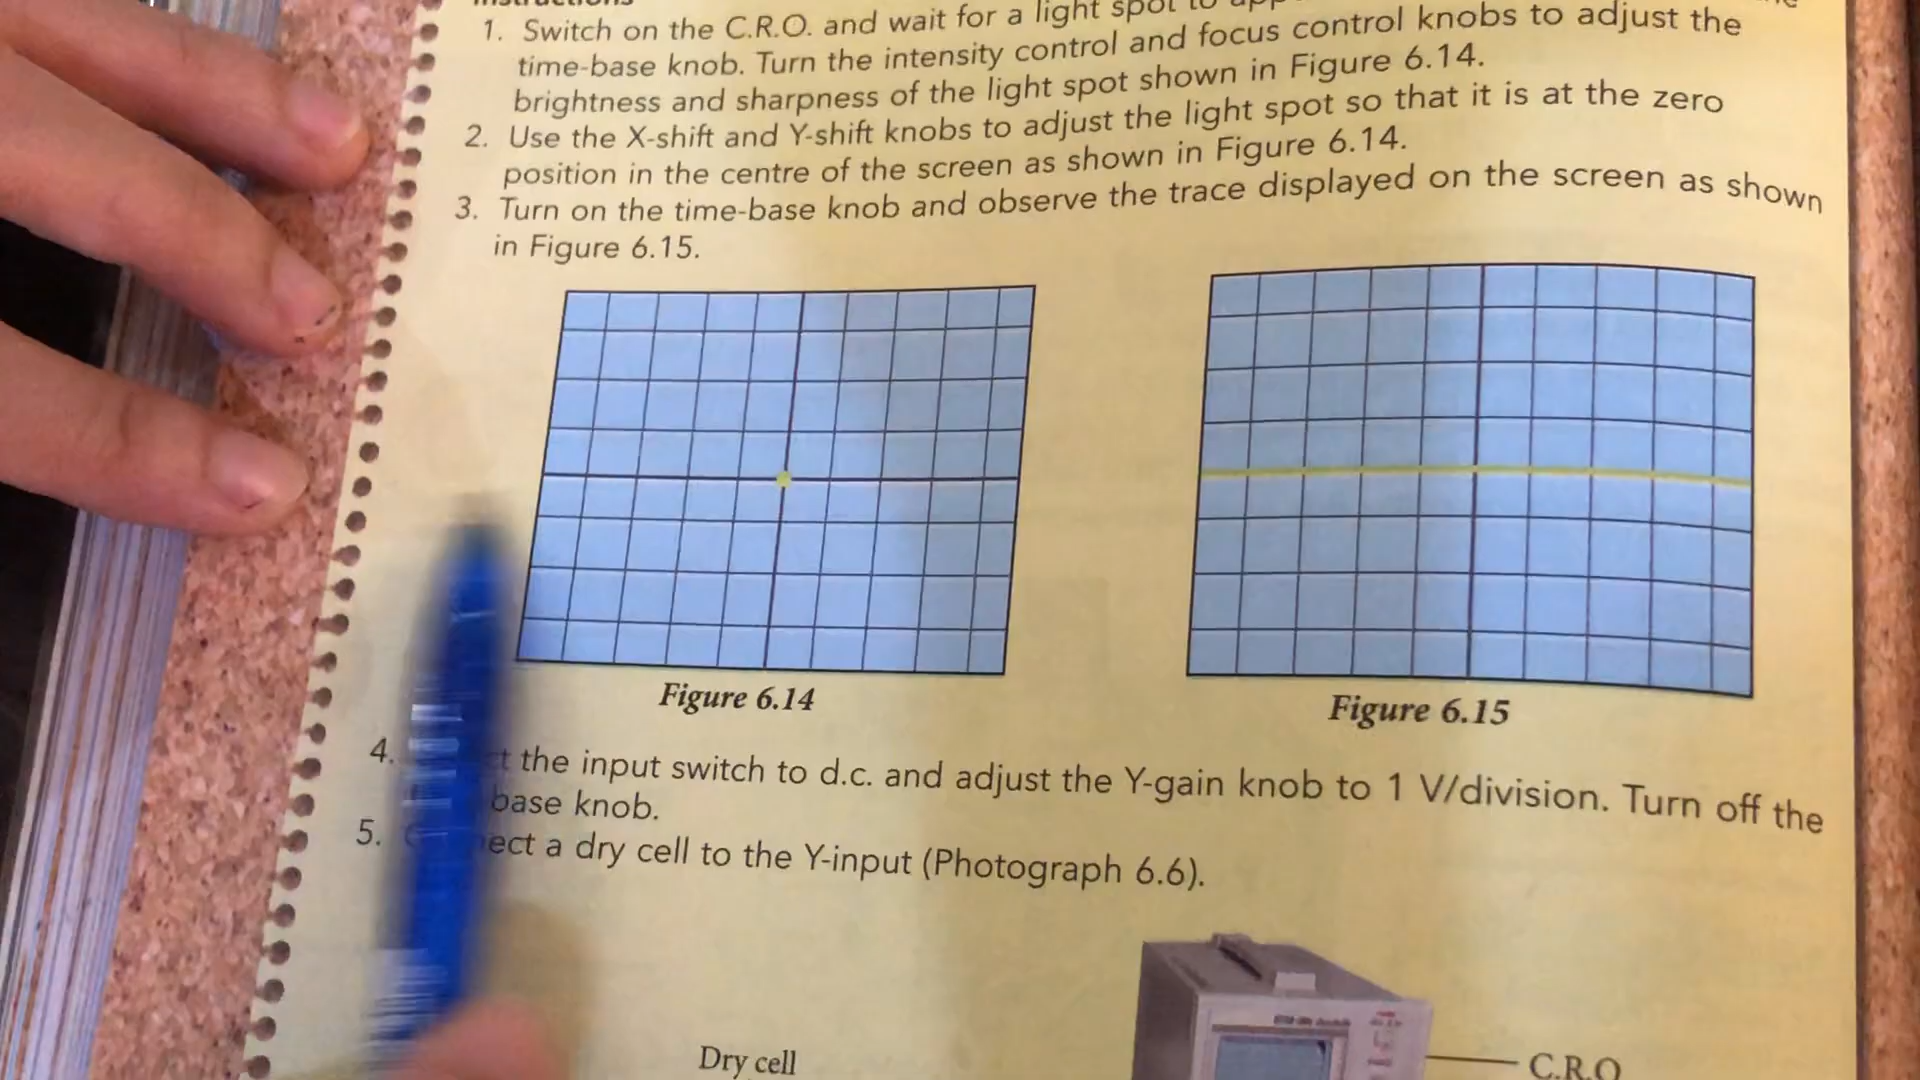 1. Switch on the C.R.O. and wait for a light spot to
time-base knob. Turn the intensity control and focus control knobs to adjust the
brightness and sharpness of the light spot shown in Figure 6.14.
2. Use the X-shift and Y-shift knobs to adjust the light spot so that it is at the zero
position in the centre of the screen as shown in Figure 6.14.
3. Turn on the time-base knob and observe the trace displayed on the screen as shown
in Figure 6.15.
Figure 6.14
Figure 6.15
4. the input switch to d.c. and adjust the Y-gain knob to 1 V/division. Turn off the
base knob.
5. a dry cell to the Y-input (Photograph 6.6).
Dry cell
C.R.O